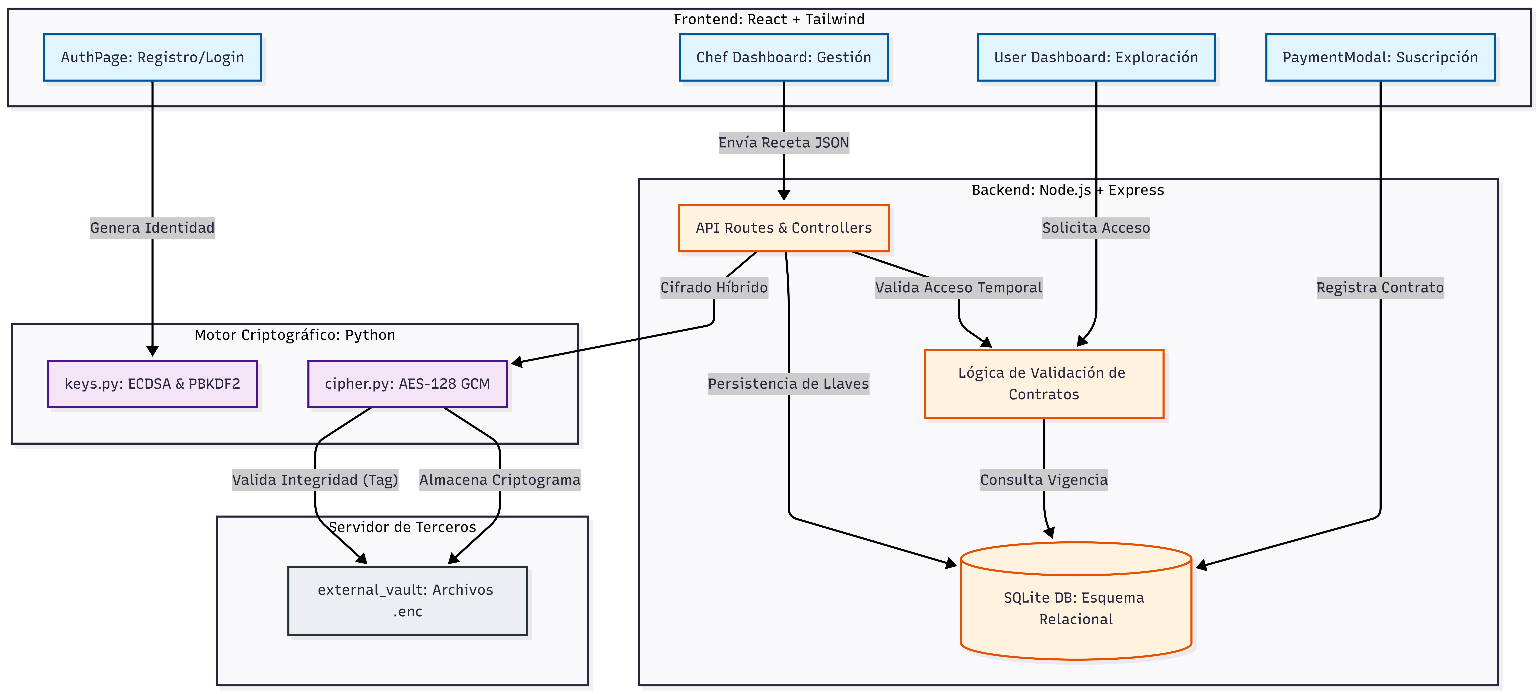 Frontend: React + Tailwind
AuthPage: Registro/Login
Chef Dashboard: Gestión
User Dashboard: Exploración
PaymentModal: Suscripción
Envía Receta JSON
Backend: Node.js + Express
Genera Identidad
API Routes & Controllers
Solicita Acceso
Cifrado Híbrido
Valida Acceso Temporal
Registra Contrato
Motor Criptográfico: Python
keys.py: ECDSA & PBKDF2
cipher.py: AES-128 GCM
Persistencia de Llaves
Lógica de Validación de
Contratos
Valida Integridad (Tag)
Almacena Criptograma
Consulta Vigencia
Servidor de Terceros
external_vault: Archivos
.enc
SQLite DB: Esquema
Relacional